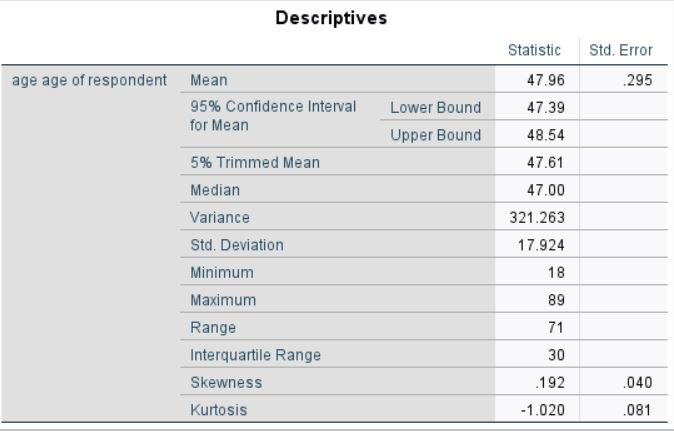 Descriptives
Statistic Std. Error
age age of respondent Mean 47.96 .295
95% Confidence Interval for Mean Lower Bound 47.39
Upper Bound 48.54
5% Trimmed Mean 47.61
Median 47.00
Variance 321.263
Std. Deviation 17.924
Minimum 18
Maximum 89
Range 71
Interquartile Range 30
Skewness .192 .040
Kurtosis -1.020 .081